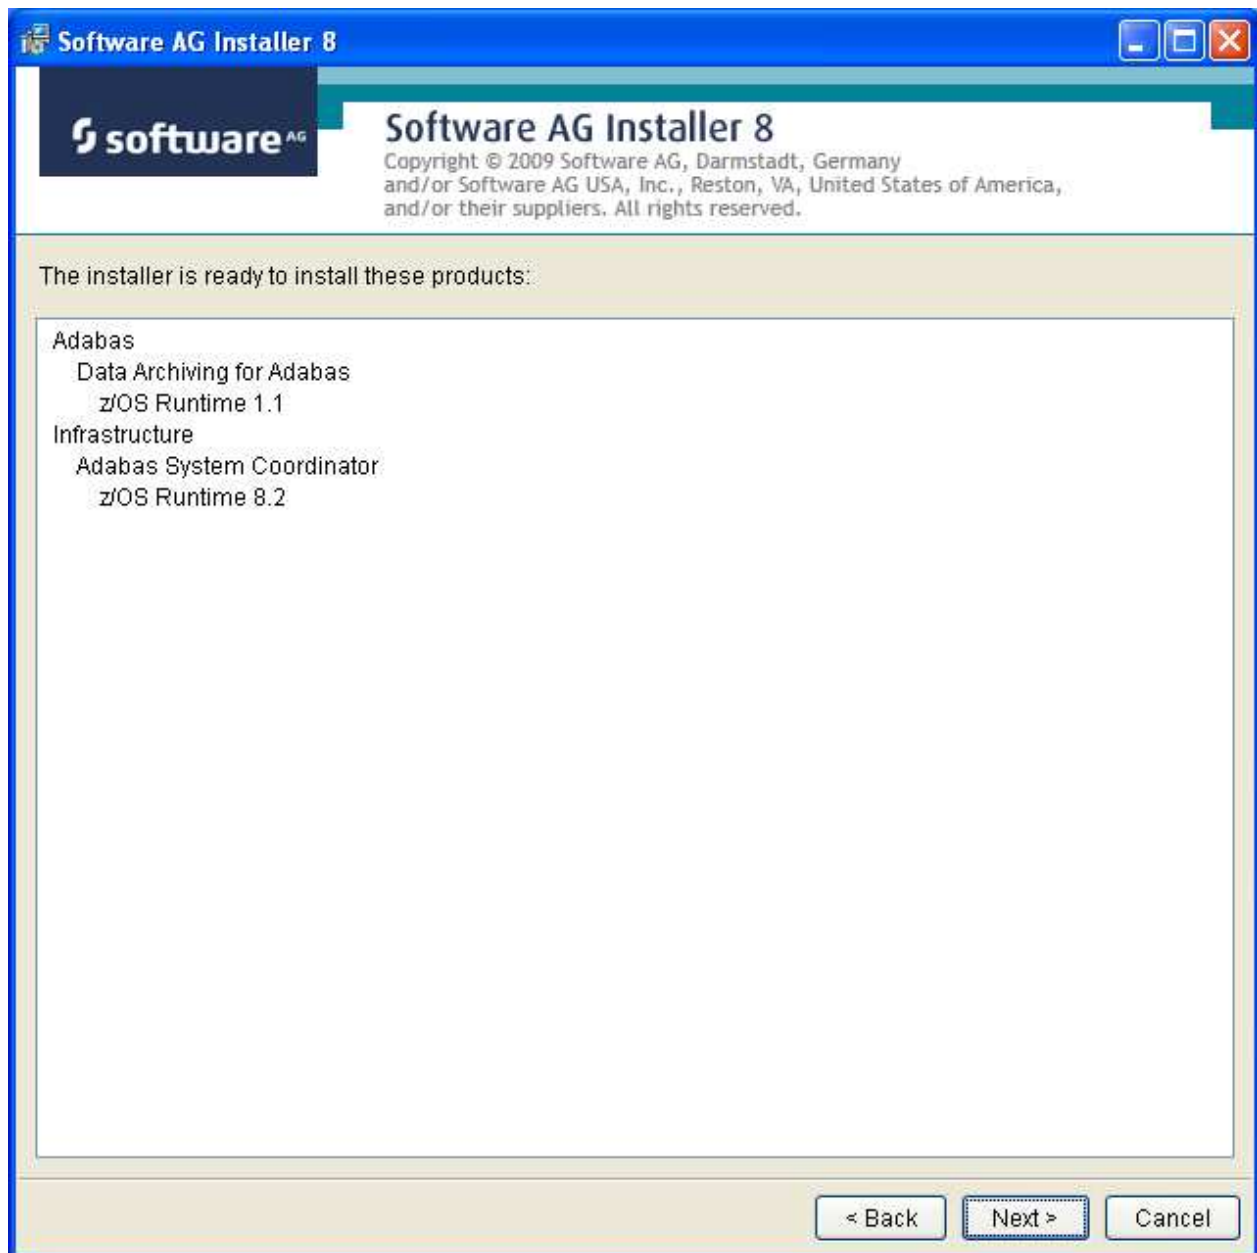 Software AG Installer 8
software AG
Software AG Installer 8
Copyright © 2009 Software AG, Darmstadt, Germany
and/or Software AG USA, Inc., Reston, VA, United States of America,
and/or their suppliers. All rights reserved.
The installer is ready to install these products:
Adabas
Data Archiving for Adabas
z/OS Runtime 1.1
Infrastructure
Adabas System Coordinator
z/OS Runtime 8.2
< Back Next > Cancel